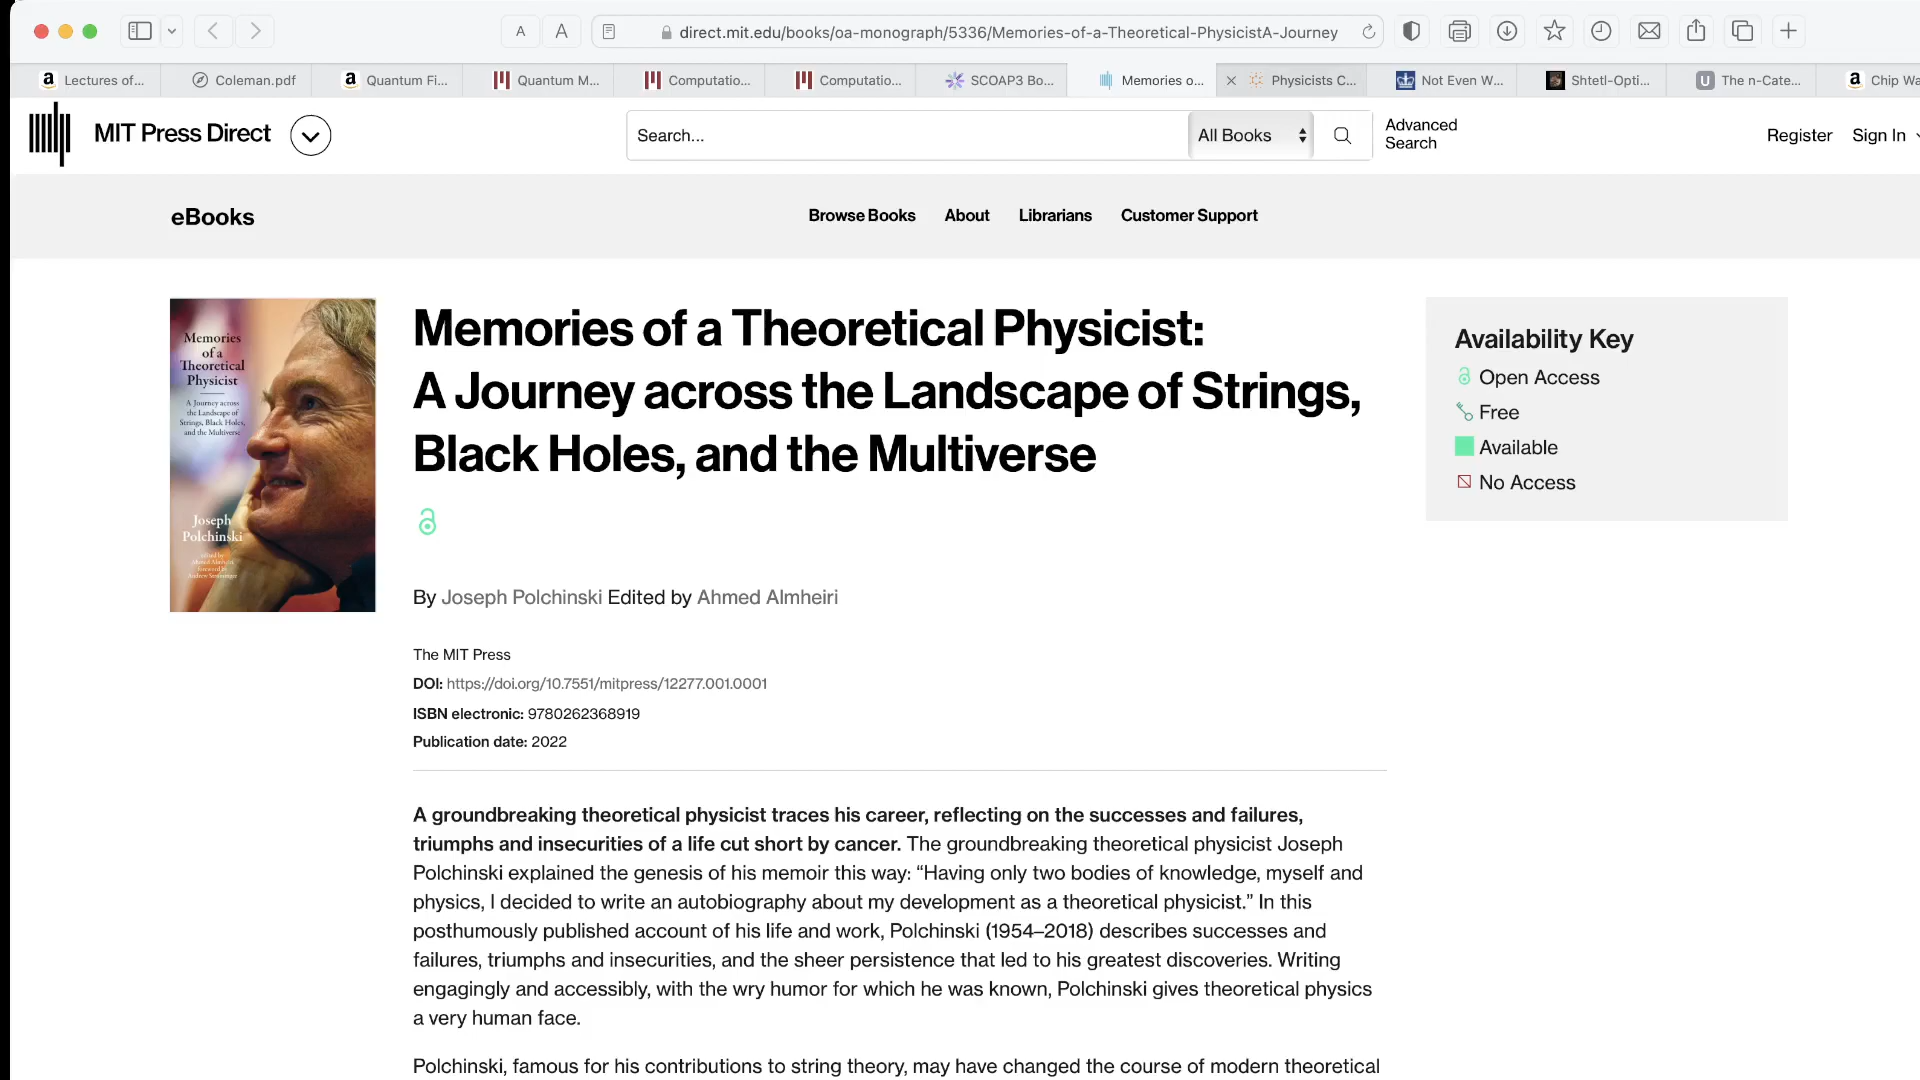 A A direct.mit.edu/books/oa-monograph/5336/Memories-of-a-Theoretical-PhysicistA-Journey
Lectures of... Coleman.pdf Quantum Fi... Quantum M... Computatio... Computatio... SCOAP3 Bo... Memories o... Physicists C... Not Even W... Shtetl-Opti... The n-Cate... Chip Wa
MIT Press Direct
Search... All Books
Advanced
Search
Register Sign In
eBooks Browse Books About Librarians Customer Support
Memories
of a
Theoretical
Physicist
A Journey across
the Landscape of
Strings, Black Holes,
and the Multiverse
Joseph
Polchinski
edited by
Ahmed Almheiri
foreword by
Andrew Strominger
Memories of a Theoretical Physicist:
A Journey across the Landscape of Strings,
Black Holes, and the Multiverse
By Joseph Polchinski Edited by Ahmed Almheiri
The MIT Press
DOI: https://doi.org/10.7551/mitpress/12277.001.0001
ISBN electronic: 9780262368919
Publication date: 2022
A groundbreaking theoretical physicist traces his career, reflecting on the successes and failures,
triumphs and insecurities of a life cut short by cancer. The groundbreaking theoretical physicist Joseph
Polchinski explained the genesis of his memoir this way: “Having only two bodies of knowledge, myself and
physics, I decided to write an autobiography about my development as a theoretical physicist.” In this
posthumously published account of his life and work, Polchinski (1954–2018) describes successes and
failures, triumphs and insecurities, and the sheer persistence that led to his greatest discoveries. Writing
engagingly and accessibly, with the wry humor for which he was known, Polchinski gives theoretical physics
a very human face.
Polchinski, famous for his contributions to string theory, may have changed the course of modern theoretical
Availability Key
Open Access
Free
Available
No Access